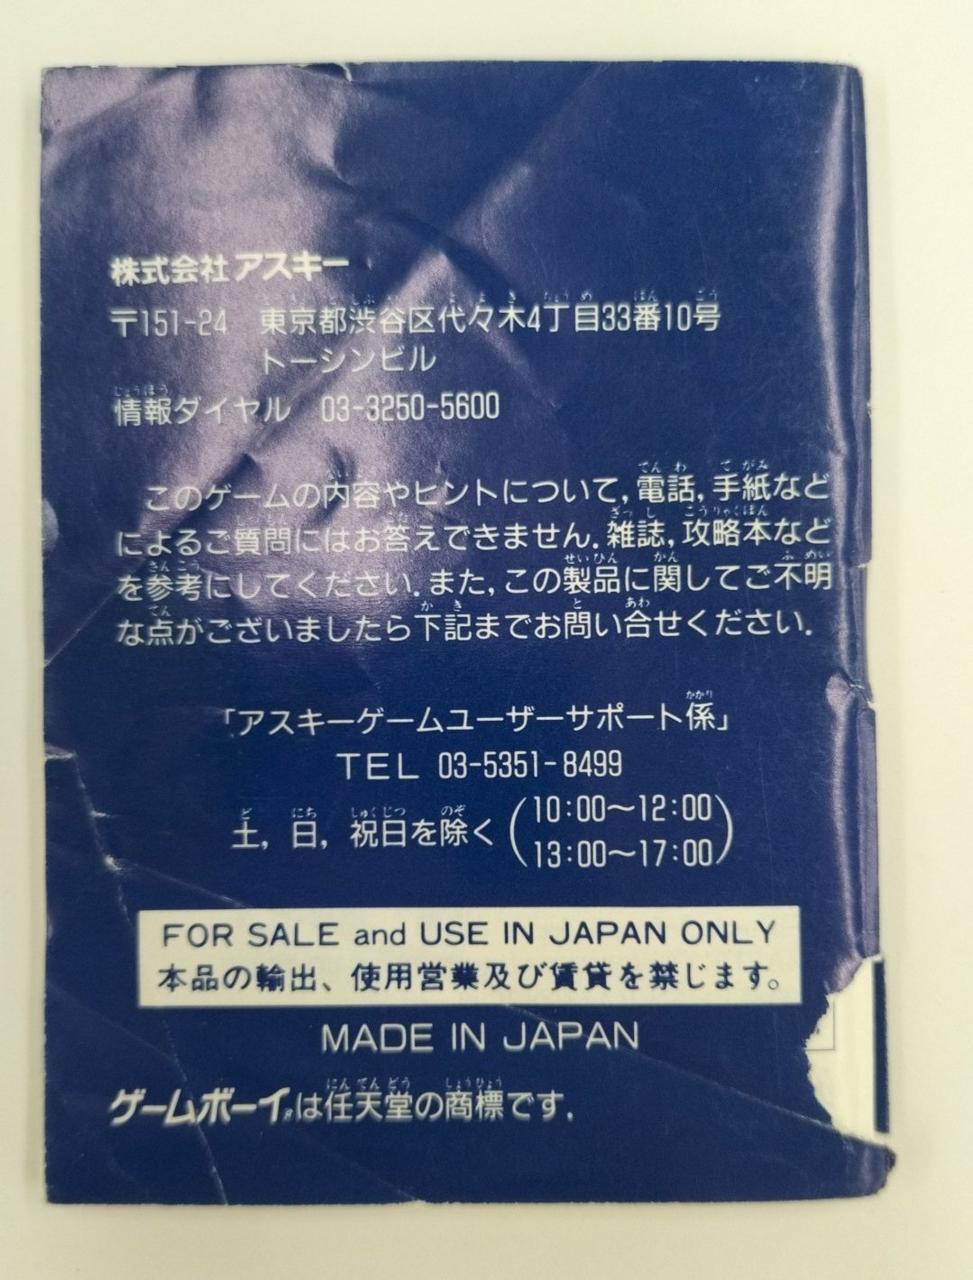 株式会社アスキー
〒151-24 東京都渋谷区代々木4丁目33番10号
トーシンビル
情報ダイヤル 03-3250-5600
このゲームの内容やヒントについて,電話,手紙など
によるご質問にはお答えできません.雑誌,攻略本など
を参考にしてください.また,この製品に関してご不明
な点がございましたら下記までお問い合せください.
「アスキーゲームユーザーサポート係」
TEL 03-5351-8499
土,日,祝日を除く(10:00〜12:00
13:00〜17:00)
FOR SALE and USE IN JAPAN ONLY
本品の輸出、使用営業及び賃貸を禁じます。
MADE IN JAPAN
ゲームボーイ®は任天堂の商標です.